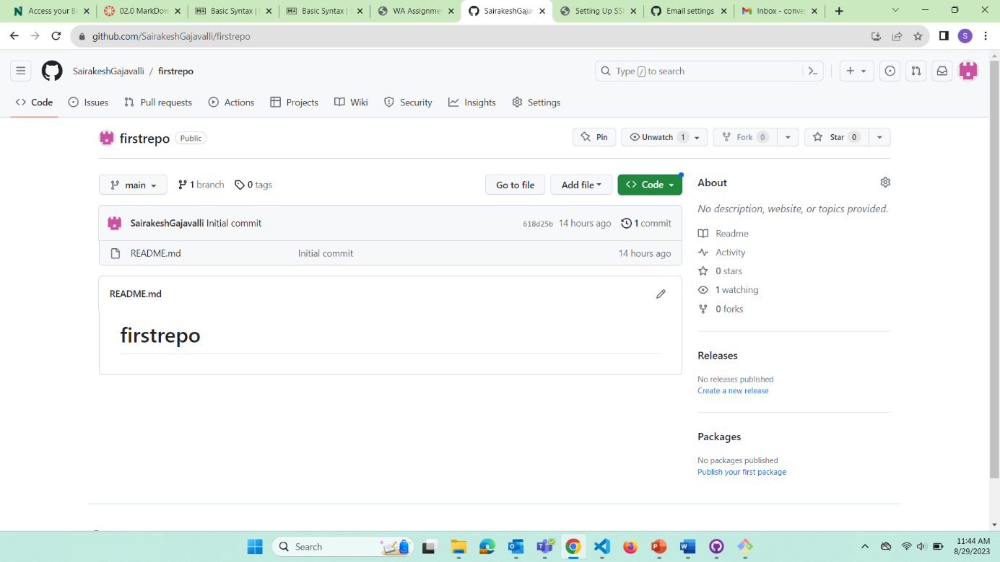 Access your Be
02.0 MarkDow
Basic Syntax |
Basic Syntax |
WA Assignmen
SairakeshGajav
Setting Up SSH
Email settings
Inbox - convey
github.com/SairakeshGajavalli/firstrepo
S
SairakeshGajavalli / firstrepo
Type / to search
Code
Issues
Pull requests
Actions
Projects
Wiki
Security
Insights
Settings
firstrepo Public
Pin
Unwatch 1
Fork 0
Star 0
main
1 branch
0 tags
Go to file
Add file
Code
SairakeshGajavalli Initial commit 618d25b 14 hours ago 1 commit
README.md Initial commit 14 hours ago
README.md
firstrepo
About
No description, website, or topics provided.
Readme
Activity
0 stars
1 watching
0 forks
Releases
No releases published
Create a new release
Packages
No packages published
Publish your first package
Search
11:44 AM
8/29/2023